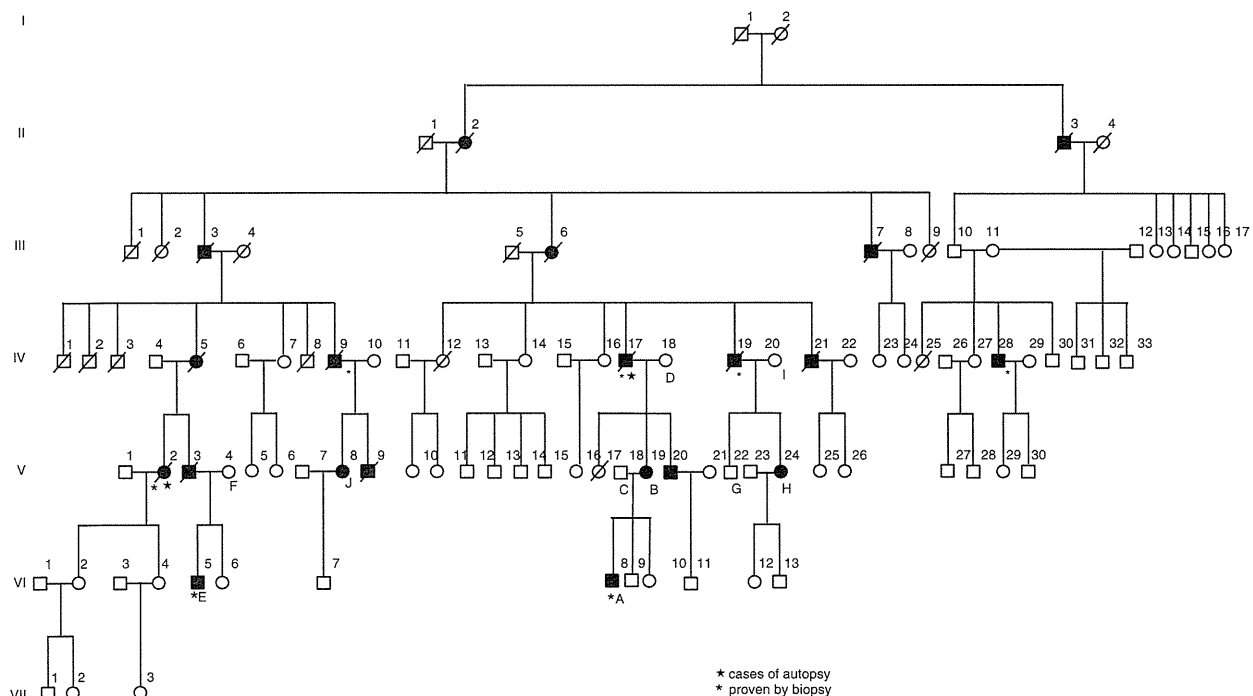 I
1 2
II
1 2 3 4
III
1 2 3 4 5 6 7 8 9 10 11 12 13 14 15 16 17
IV
1 2 3 4 5 6 7 8 9 10 11 12 13 14 15 16 17 18 19 20 21 22 23 24 25 26 27 28 29 30 31 32 33
* *★ D * I *
V
1 2 3 4 5 6 7 8 9 10 11 12 13 14 15 16 17 18 19 20 21 22 23 24 25 26 27 28 29 30
* ★ F J C B G H
VI
1 2 3 4 5 6 7 8 9 10 11 12 13
*E *A
VII
1 2 3
★ cases of autopsy
* proven by biopsy